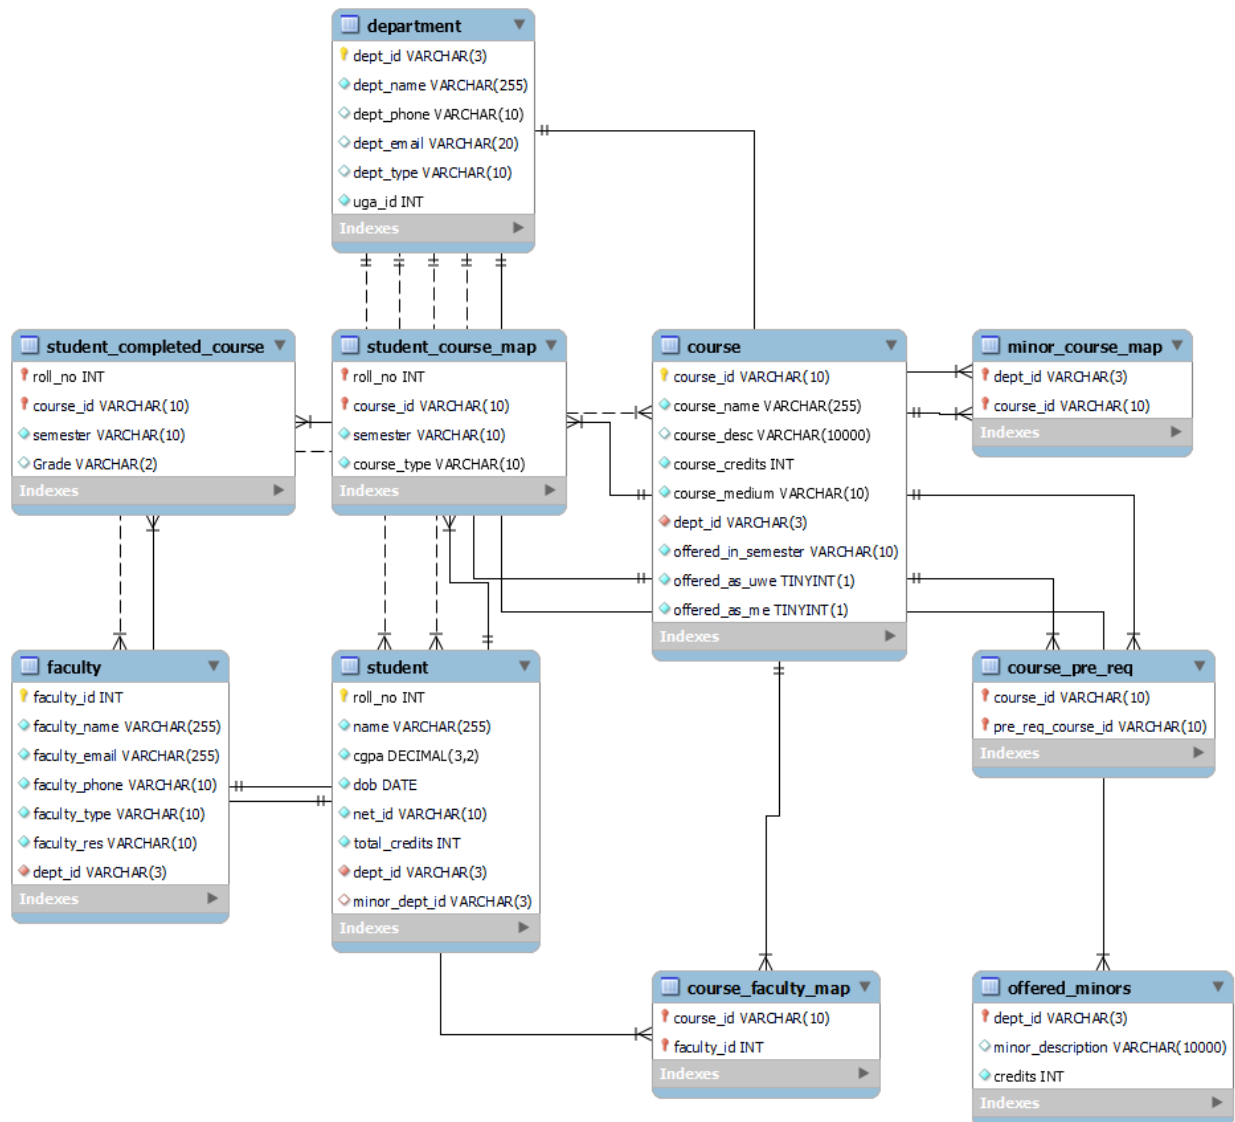 department
dept_id VARCHAR(3)
dept_name VARCHAR(255)
dept_phone VARCHAR(10)
dept_email VARCHAR(20)
dept_type VARCHAR(10)
uga_id INT
Indexes
student_completed_course
roll_no INT
course_id VARCHAR(10)
semester VARCHAR(10)
Grade VARCHAR(2)
Indexes
student_course_map
roll_no INT
course_id VARCHAR(10)
semester VARCHAR(10)
course_type VARCHAR(10)
Indexes
course
course_id VARCHAR(10)
course_name VARCHAR(255)
course_desc VARCHAR(10000)
course_credits INT
course_medium VARCHAR(10)
dept_id VARCHAR(3)
offered_in_semester VARCHAR(10)
offered_as_uwe TINYINT(1)
offered_as_me TINYINT(1)
Indexes
minor_course_map
dept_id VARCHAR(3)
course_id VARCHAR(10)
Indexes
faculty
faculty_id INT
faculty_name VARCHAR(255)
faculty_email VARCHAR(255)
faculty_phone VARCHAR(10)
faculty_type VARCHAR(10)
faculty_res VARCHAR(10)
dept_id VARCHAR(3)
Indexes
student
roll_no INT
name VARCHAR(255)
cgpa DECIMAL(3,2)
dob DATE
net_id VARCHAR(10)
total_credits INT
dept_id VARCHAR(3)
minor_dept_id VARCHAR(3)
Indexes
course_pre_req
course_id VARCHAR(10)
pre_req_course_id VARCHAR(10)
Indexes
course_faculty_map
course_id VARCHAR(10)
faculty_id INT
Indexes
offered_minors
dept_id VARCHAR(3)
minor_description VARCHAR(10000)
credits INT
Indexes